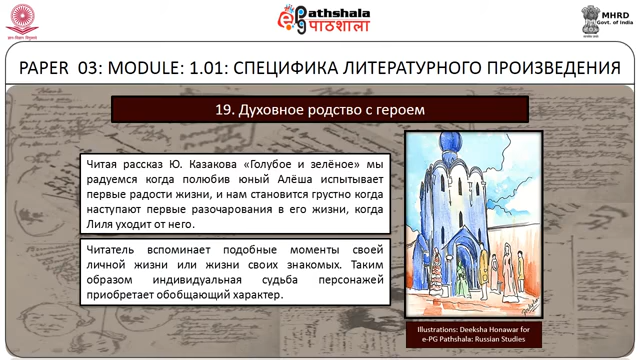 ePathshala
पाठशाला
MHRD
Govt. of India
PAPER 03: MODULE: 1.01: СПЕЦИФИКА ЛИТЕРАТУРНОГО ПРОИЗВЕДЕНИЯ
19. Духовное родство с героем
Читая рассказ Ю. Казакова «Голубое и зелёное» мы
радуемся когда полюбив юный Алёша испытывает
первые радости жизни, и нам становится грустно когда
наступают первые разочарования в его жизни, когда
Лиля уходит от него.
Читатель вспоминает подобные моменты своей
личной жизни или жизни своих знакомых. Таким
образом индивидуальная судьба персонажей
приобретает обобщающий характер.
Illustrations: Deeksha Honawar for
e-PG Pathshala: Russian Studies